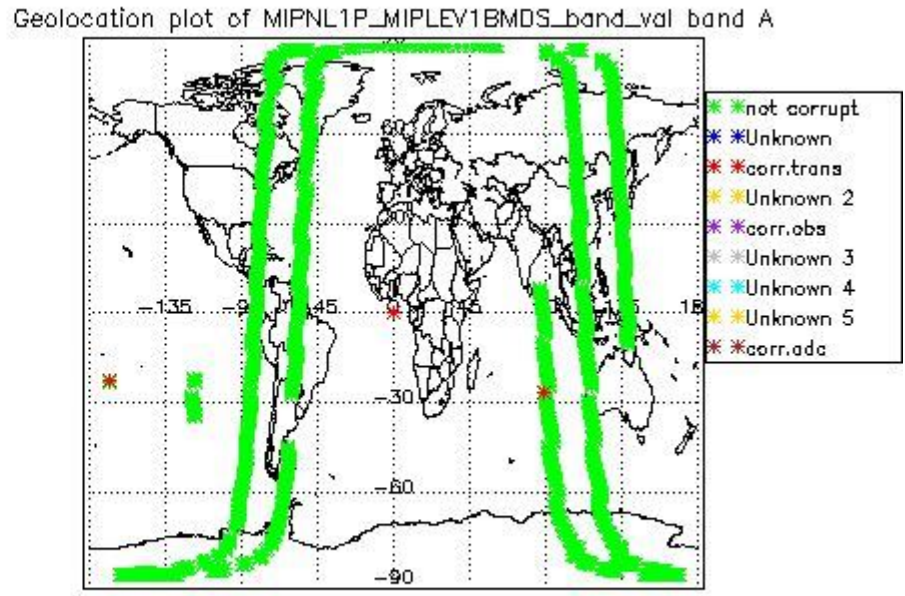 Geolocation plot of MIPNL1P_MIPLEV1BMDS_band_val band A
not corrupt
Unknown
corr.trans
Unknown 2
corr.obs
Unknown 3
Unknown 4
Unknown 5
corr.adc
-135
-30
-60
-90